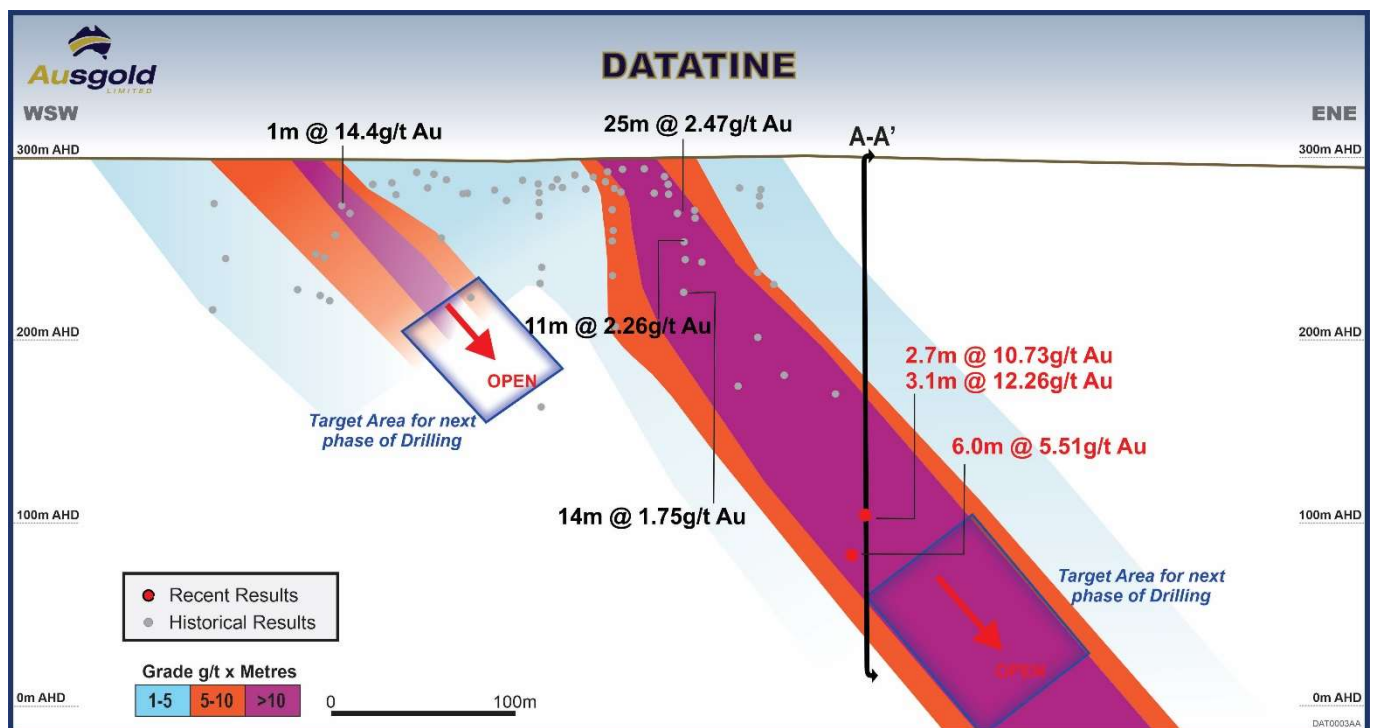 Ausgold
LIMITED
DATATINE
WSW
ENE
1m @ 14.4g/t Au
25m @ 2.47g/t Au
A-A’
300m AHD
300m AHD
200m AHD
200m AHD
11m @ 2.26g/t Au
2.7m @ 10.73g/t Au
3.1m @ 12.26g/t Au
OPEN
Target Area for next
phase of Drilling
6.0m @ 5.51g/t Au
14m @ 1.75g/t Au
100m AHD
100m AHD
Target Area for next
phase of Drilling
Recent Results
Historical Results
OPEN
Grade g/t x Metres
1-5 5-10 >10
0 100m
0m AHD
0m AHD
DAT0003AA